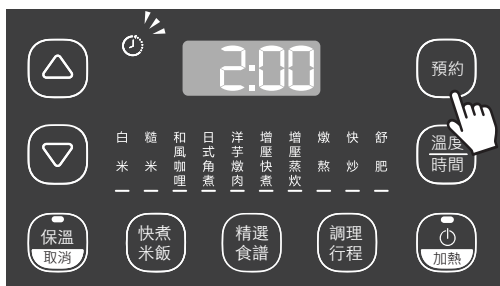 2:00
預約
溫度
時間
白米
糙米
和風咖哩
日式角煮
洋芋燉肉
增壓快煮
增壓蒸炊
燉熬
快炒
舒肥
保溫
取消
快煮
米飯
精選
食譜
調理
行程
加熱